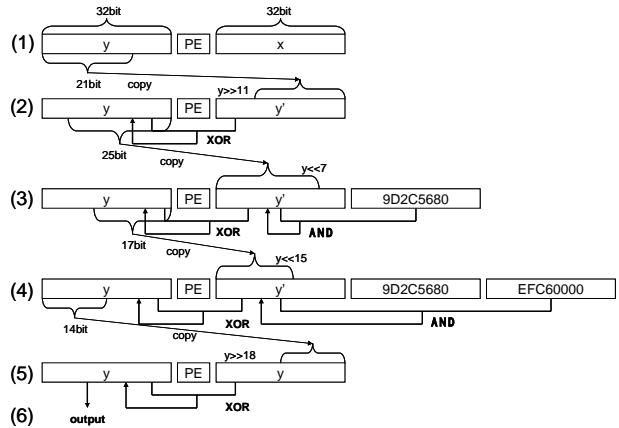 32bit 32bit
(1) y PE x
21bit copy
y>>11
(2) y PE y'
XOR
25bit
copy
y<<7
(3) y PE y' 9D2C5680
XOR AND
17bit
copy
y<<15
(4) y PE y' 9D2C5680 EFC60000
XOR AND
14bit
copy
y>>18
(5) y PE y
XOR
(6) output